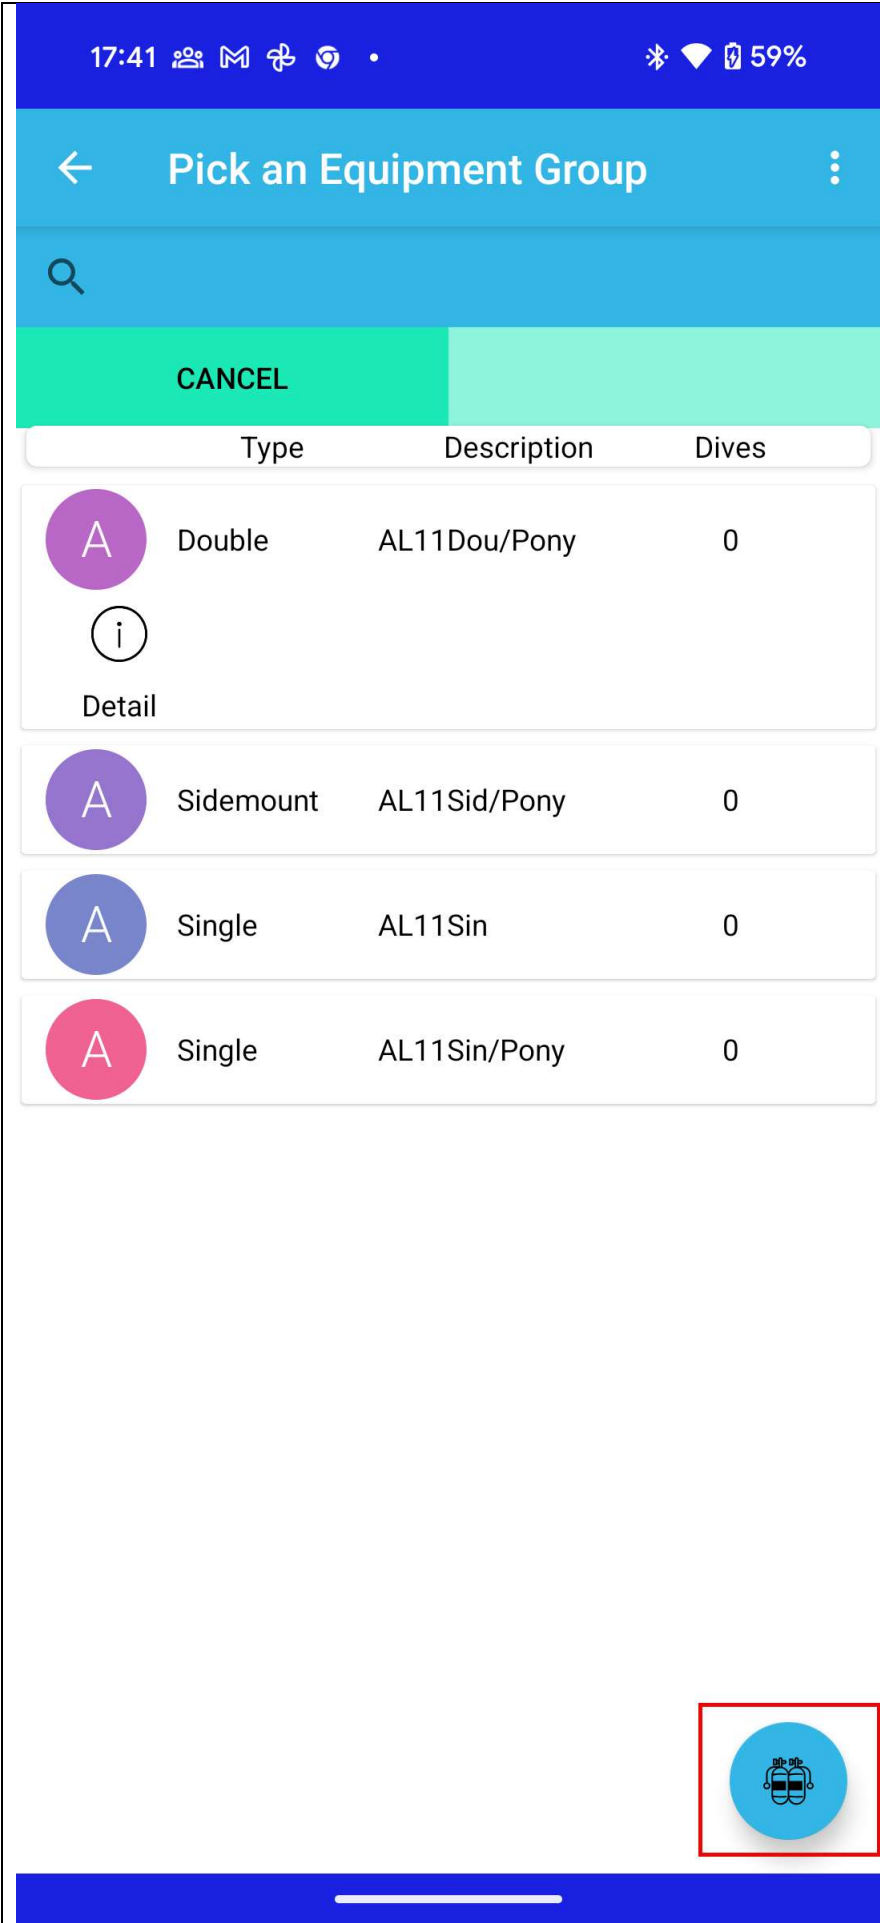 17:41 59%
Pick an Equipment Group
CANCEL
Type Description Dives
A Double AL11Dou/Pony 0
i
Detail
A Sidemount AL11Sid/Pony 0
A Single AL11Sin 0
A Single AL11Sin/Pony 0